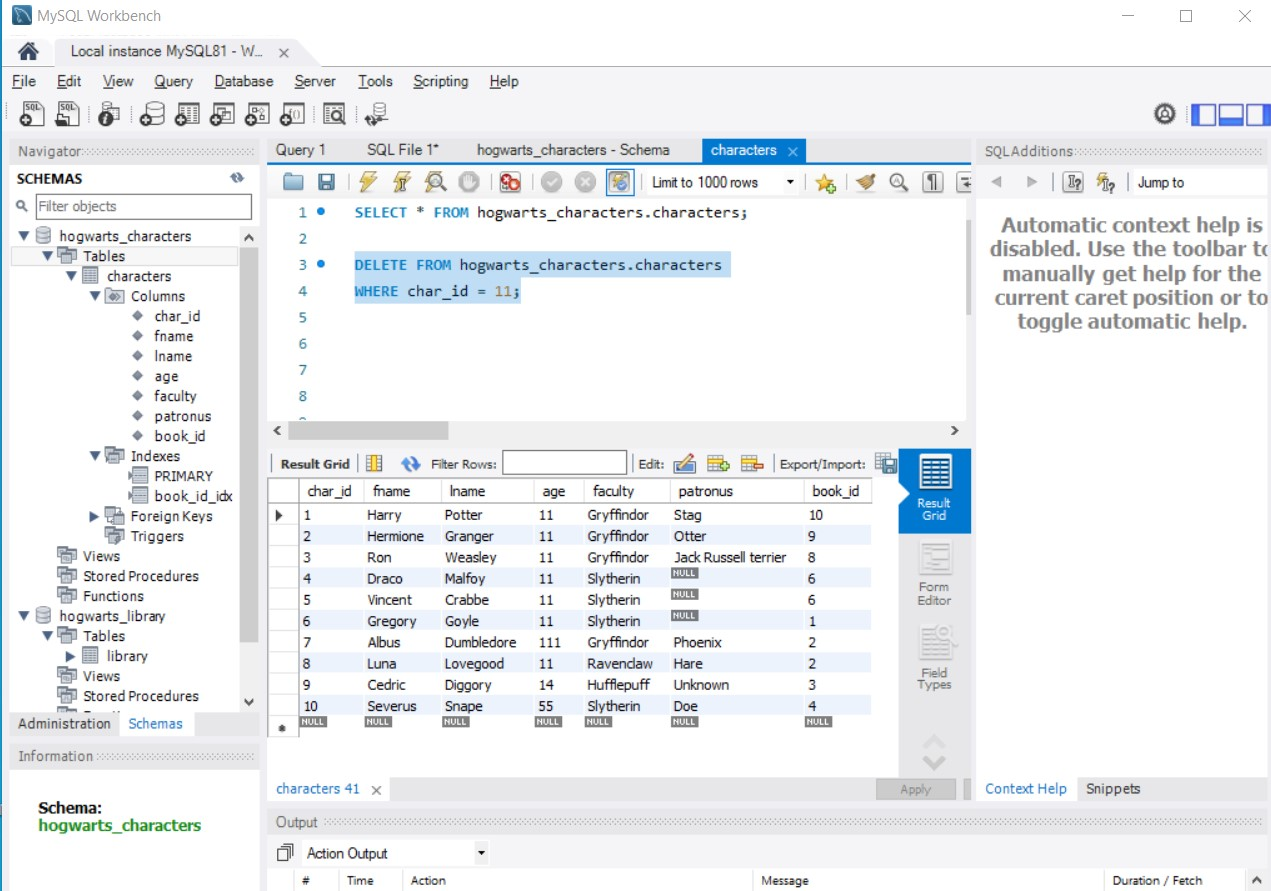 MySQL Workbench
Local instance MySQL81 - W...
File Edit View Query Database Server Tools Scripting Help
Navigator
SCHEMAS
Filter objects
hogwarts_characters
Tables
characters
Columns
char_id
fname
lname
age
faculty
patronus
book_id
Indexes
PRIMARY
book_id_idx
Foreign Keys
Triggers
Views
Stored Procedures
Functions
hogwarts_library
Tables
library
Views
Stored Procedures
Administration Schemas
Information
Schema:
hogwarts_characters
Query 1 SQL File 1* hogwarts_characters - Schema characters
Limit to 1000 rows
1 SELECT * FROM hogwarts_characters.characters;
2
3 DELETE FROM hogwarts_characters.characters
4 WHERE char_id = 11;
5
6
7
8
Result Grid Filter Rows: Edit: Export/Import:
char_id fname lname age faculty patronus book_id
1 Harry Potter 11 Gryffindor Stag 10
2 Hermione Granger 11 Gryffindor Otter 9
3 Ron Weasley 11 Gryffindor Jack Russell terrier 8
4 Draco Malfoy 11 Slytherin NULL 6
5 Vincent Crabbe 11 Slytherin NULL 6
6 Gregory Goyle 11 Slytherin NULL 1
7 Albus Dumbledore 111 Gryffindor Phoenix 2
8 Luna Lovegood 11 Ravenclaw Hare 2
9 Cedric Diggory 14 Hufflepuff Unknown 3
10 Severus Snape 55 Slytherin Doe 4
NULL NULL NULL NULL NULL NULL NULL
Result
Grid
Form
Editor
Field
Types
characters 41 Apply
Output
Action Output
# Time Action Message Duration / Fetch
SQLAdditions
Jump to
Automatic context help is
disabled. Use the toolbar to
manually get help for the
current caret position or to
toggle automatic help.
Context Help Snippets